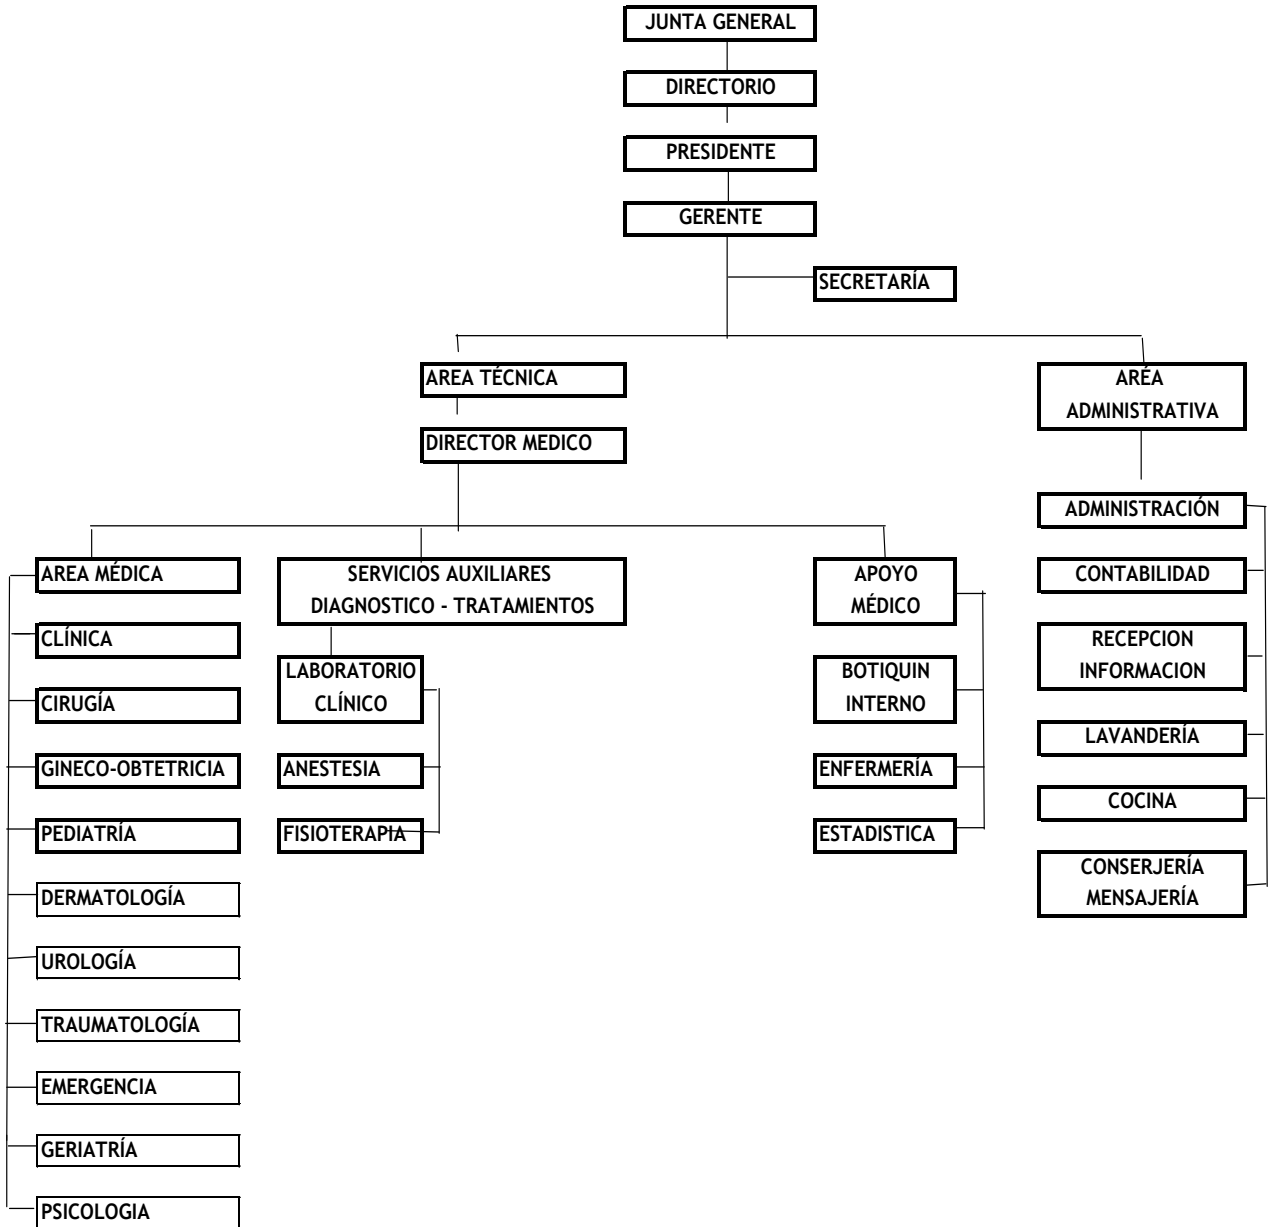 JUNTA GENERAL
DIRECTORIO
PRESIDENTE
GERENTE
SECRETARÍA
AREA TÉCNICA
DIRECTOR MEDICO
AREA MÉDICA
CLÍNICA
CIRUGÍA
GINECO-OBTETRICIA
PEDIATRÍA
DERMATOLOGÍA
UROLOGÍA
TRAUMATOLOGÍA
EMERGENCIA
GERIATRÍA
PSICOLOGIA
SERVICIOS AUXILIARES
DIAGNOSTICO - TRATAMIENTOS
LABORATORIO
CLÍNICO
ANESTESIA
FISIOTERAPIA
APOYO
MÉDICO
BOTIQUIN
INTERNO
ENFERMERÍA
ESTADISTICA
ARÉA
ADMINISTRATIVA
ADMINISTRACIÓN
CONTABILIDAD
RECEPCION
INFORMACION
LAVANDERÍA
COCINA
CONSERJERÍA
MENSAJERÍA